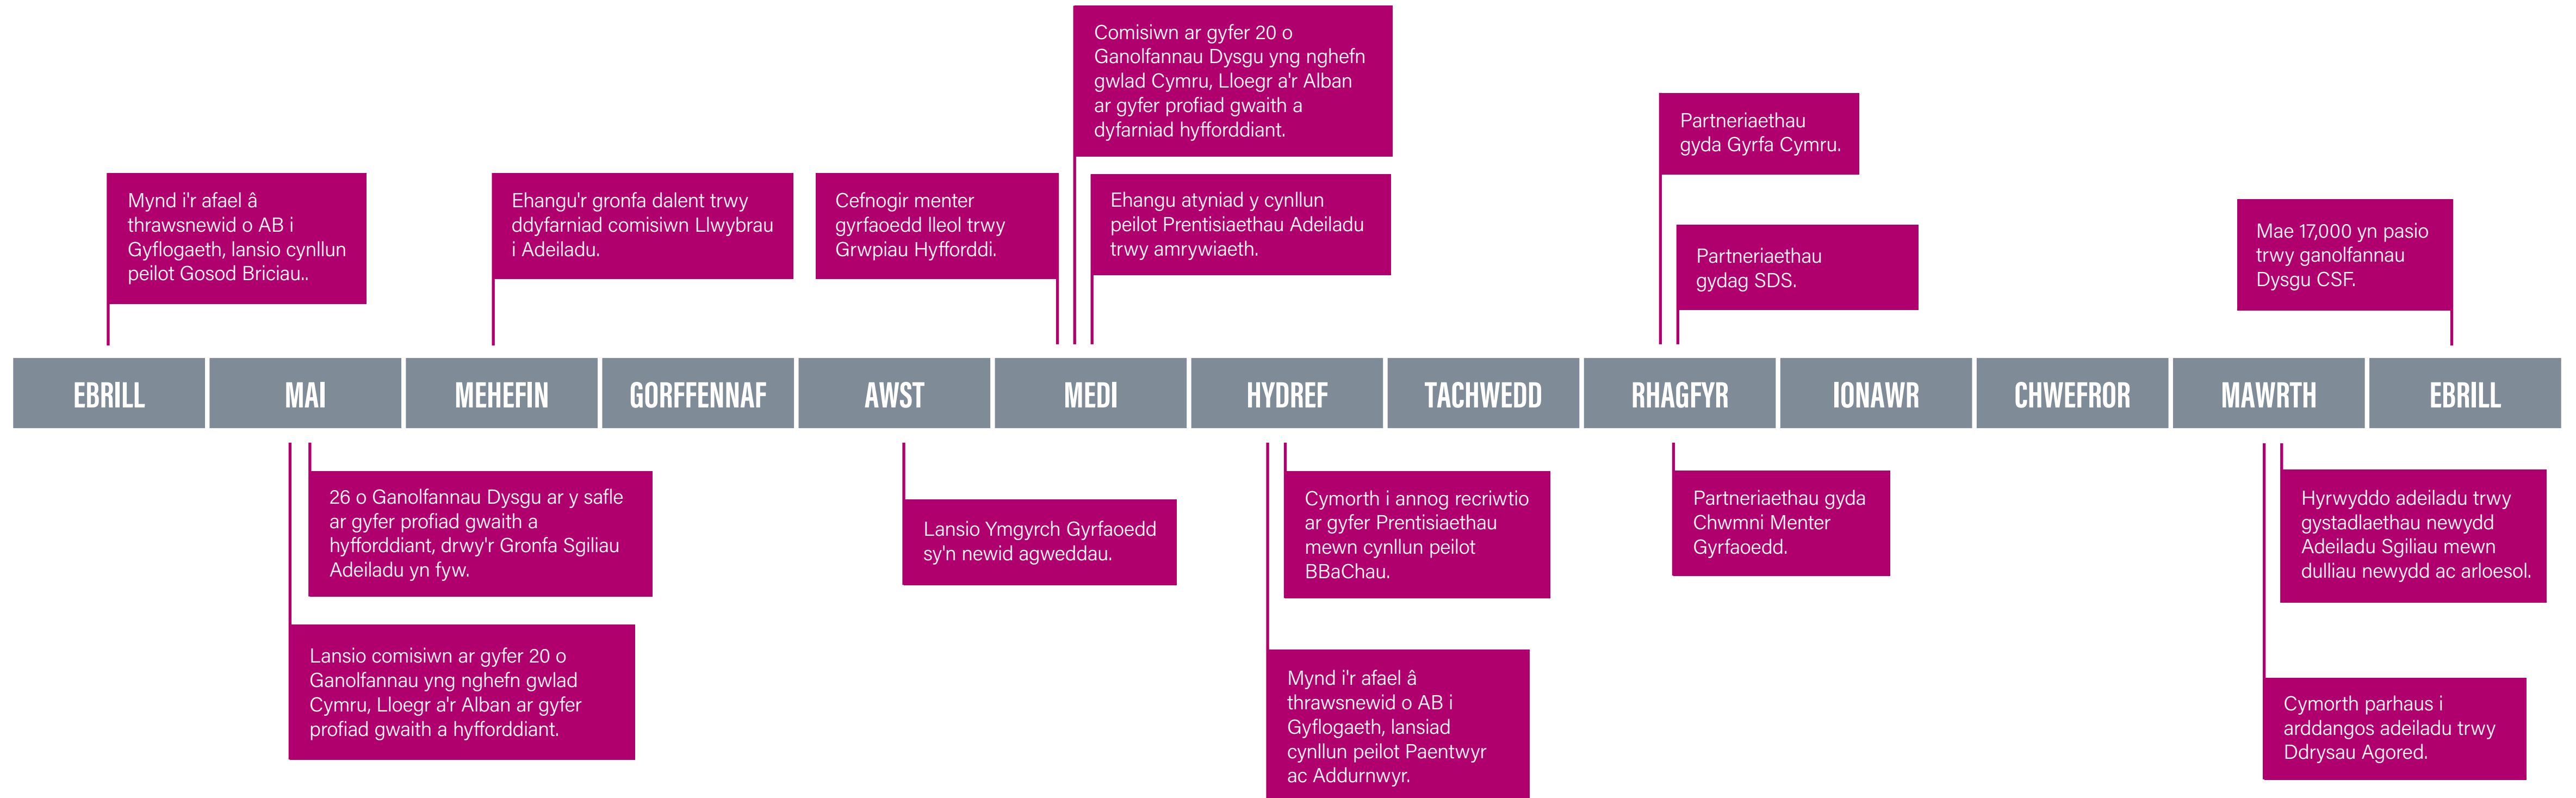 Comisiwn ar gyfer 20 o
Ganolfannau Dysgu yng nghefn
gwlad Cymru, Lloegr a'r Alban
ar gyfer profiad gwaith a
dyfarniad hyfforddiant.
Partneriaethau
gyda Gyrfa Cymru.
Mynd i'r afael â
thrawsnewid o AB i
Gyflogaeth, lansio cynllun
peilot Gosod Briciau..
Ehangu'r gronfa dalent trwy
ddyfarniad comisiwn Llwybrau
i Adeiladu.
Cefnogir menter
gyrfaoedd lleol trwy
Grwpiau Hyfforddi.
Ehangu atyniad y cynllun
peilot Prentisiaethau Adeiladu
trwy amrywiaeth.
Partneriaethau
gydag SDS.
Mae 17,000 yn pasio
trwy ganolfannau
Dysgu CSF.
EBRILL
MAI
MEHEFIN
GORFFENNAF
AWST
MEDI
HYDREF
TACHWEDD
RHAGFYR
IONAWR
CHWEFROR
MAWRTH
EBRILL
26 o Ganolfannau Dysgu ar y safle
ar gyfer profiad gwaith a
hyfforddiant, drwy'r Gronfa Sgiliau
Adeiladu yn fyw.
Lansio comisiwn ar gyfer 20 o
Ganolfannau yng nghefn gwlad
Cymru, Lloegr a'r Alban ar gyfer
profiad gwaith a hyfforddiant.
Lansio Ymgyrch Gyrfaoedd
sy'n newid agweddau.
Cymorth i annog recriwtio
ar gyfer Prentisiaethau
mewn cynllun peilot
BBaChau.
Mynd i'r afael â
thrawsnewid o AB i
Gyflogaeth, lansiad
cynllun peilot Paentwyr
ac Addurnwyr.
Partneriaethau gyda
Chwmni Menter
Gyrfaoedd.
Hyrwyddo adeiladu trwy
gystadlaethau newydd
Adeiladu Sgiliau mewn
dulliau newydd ac arloesol.
Cymorth parhaus i
arddangos adeiladu trwy
Ddrysau Agored.